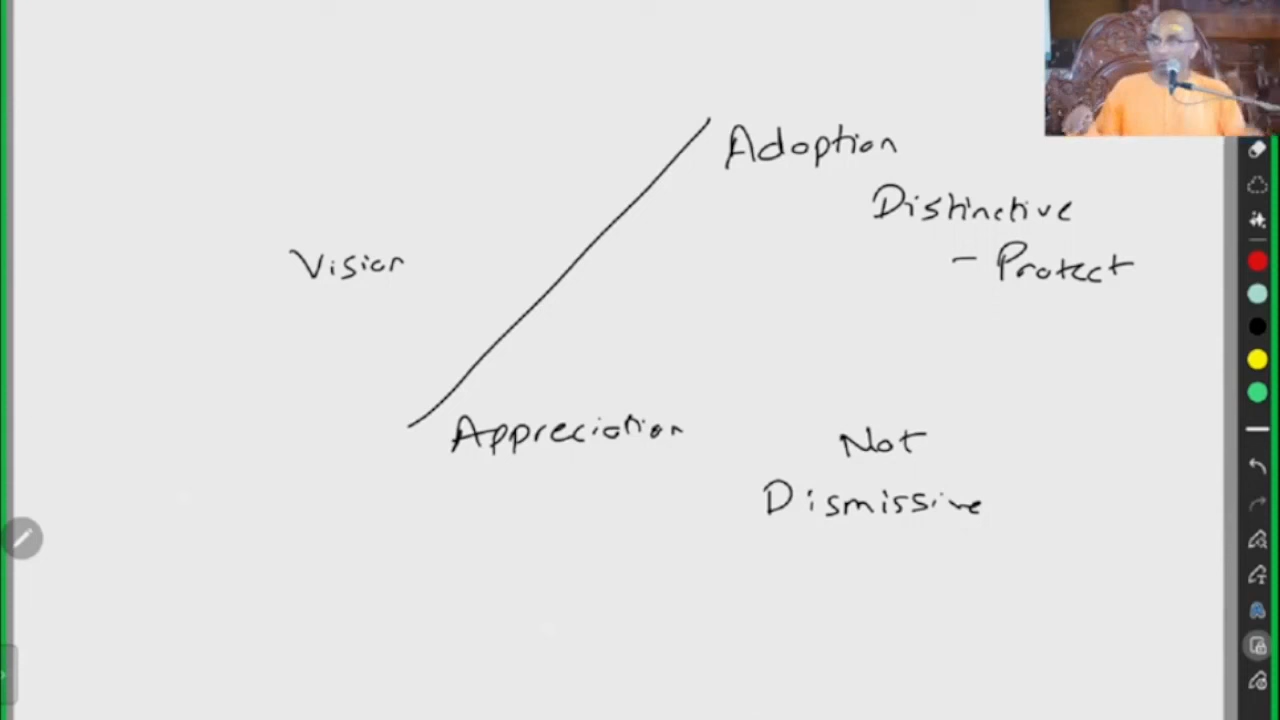 Adoption
Distinctive
- Protect
Vision
Appreciation
Not
Dismissive